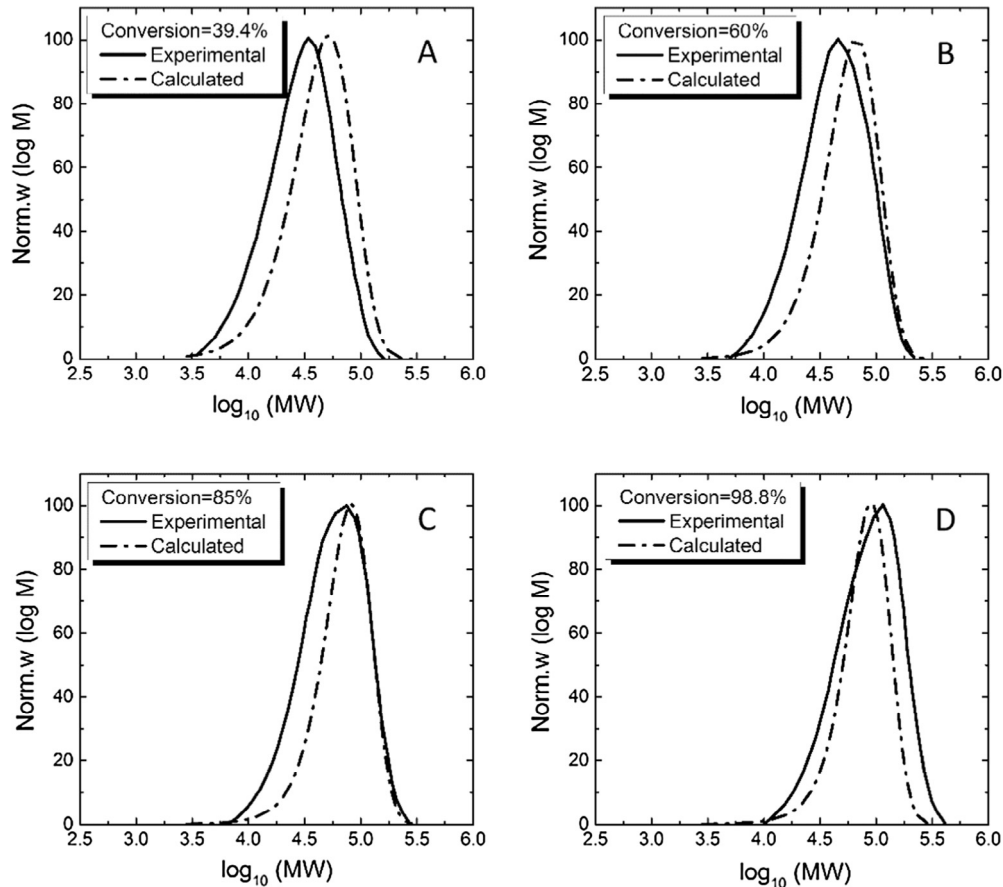 Conversion=39.4%
Experimental
Calculated
A
Norm.w (log M)
100
80
60
40
20
0
2.5 3.0 3.5 4.0 4.5 5.0 5.5 6.0
log10 (MW)
Conversion=60%
Experimental
Calculated
B
Norm.w (log M)
100
80
60
40
20
0
2.5 3.0 3.5 4.0 4.5 5.0 5.5 6.0
log10 (MW)
Conversion=85%
Experimental
Calculated
C
Norm.w (log M)
100
80
60
40
20
0
2.5 3.0 3.5 4.0 4.5 5.0 5.5 6.0
log10 (MW)
Conversion=98.8%
Experimental
Calculated
D
Norm.w (log M)
100
80
60
40
20
0
2.5 3.0 3.5 4.0 4.5 5.0 5.5 6.0
log10 (MW)